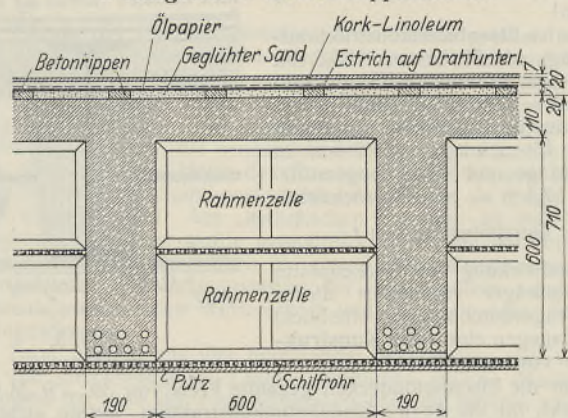 Ölpapier
Kork-Linoleum
Betonrippen
Geglühter Sand
Estrich auf Drahtunterl.
7
20
20
110
Rahmenzelle
600
710
Rahmenzelle
Putz
Schilfrohr
190
600
190